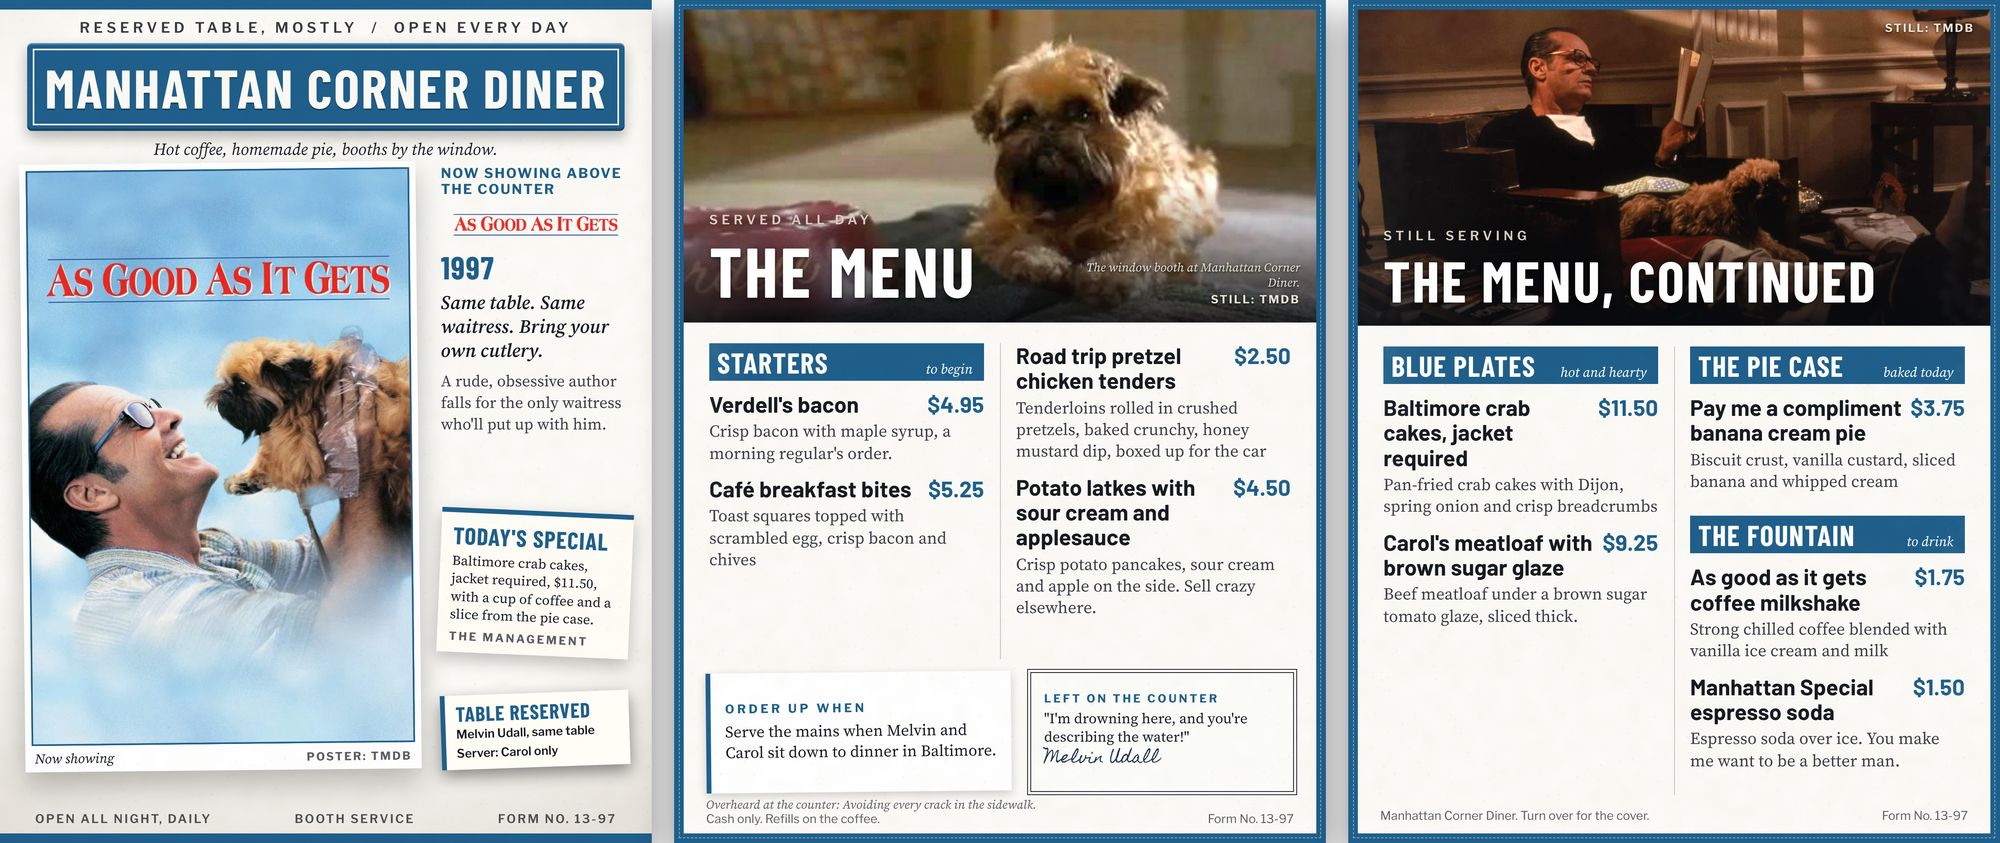 RESERVED TABLE, MOSTLY / OPEN EVERY DAY
MANHATTAN CORNER DINER
Hot coffee, homemade pie, booths by the window.
AS GOOD AS IT GETS
Now showing
POSTER: TMDB
NOW SHOWING ABOVE
THE COUNTER
AS GOOD AS IT GETS
1997
Same table. Same
waitress. Bring your
own cutlery.
A rude, obsessive author
falls for the only waitress
who'll put up with him.
TODAY'S SPECIAL
Baltimore crab cakes,
jacket required, $11.50,
with a cup of coffee and a
slice from the pie case.
THE MANAGEMENT
TABLE RESERVED
Melvin Udall, same table
Server: Carol only
OPEN ALL NIGHT, DAILY
BOOTH SERVICE
FORM NO. 13-97
SERVED ALL DAY
THE MENU
The window booth at Manhattan Corner
Diner.
STILL: TMDB
STARTERS
to begin
Verdell's bacon $4.95
Crisp bacon with maple syrup, a
morning regular's order.
Café breakfast bites $5.25
Toast squares topped with
scrambled egg, crisp bacon and
chives
Road trip pretzel $2.50
chicken tenders
Tenderloins rolled in crushed
pretzels, baked crunchy, honey
mustard dip, boxed up for the car
Potato latkes with $4.50
sour cream and
applesauce
Crisp potato pancakes, sour cream
and apple on the side. Sell crazy
elsewhere.
ORDER UP WHEN
Serve the mains when Melvin and
Carol sit down to dinner in Baltimore.
LEFT ON THE COUNTER
"I'm drowning here, and you're
describing the water!"
Melvin Udall
Overheard at the counter: Avoiding every crack in the sidewalk.
Cash only. Refills on the coffee.
Form No. 13-97
STILL: TMDB
STILL SERVING
THE MENU, CONTINUED
BLUE PLATES
hot and hearty
Baltimore crab $11.50
cakes, jacket
required
Pan-fried crab cakes with Dijon,
spring onion and crisp breadcrumbs
Carol's meatloaf with $9.25
brown sugar glaze
Beef meatloaf under a brown sugar
tomato glaze, sliced thick.
THE PIE CASE
baked today
Pay me a compliment $3.75
banana cream pie
Biscuit crust, vanilla custard, sliced
banana and whipped cream
THE FOUNTAIN
to drink
As good as it gets $1.75
coffee milkshake
Strong chilled coffee blended with
vanilla ice cream and milk
Manhattan Special $1.50
espresso soda
Espresso soda over ice. You make
me want to be a better man.
Manhattan Corner Diner. Turn over for the cover.
Form No. 13-97